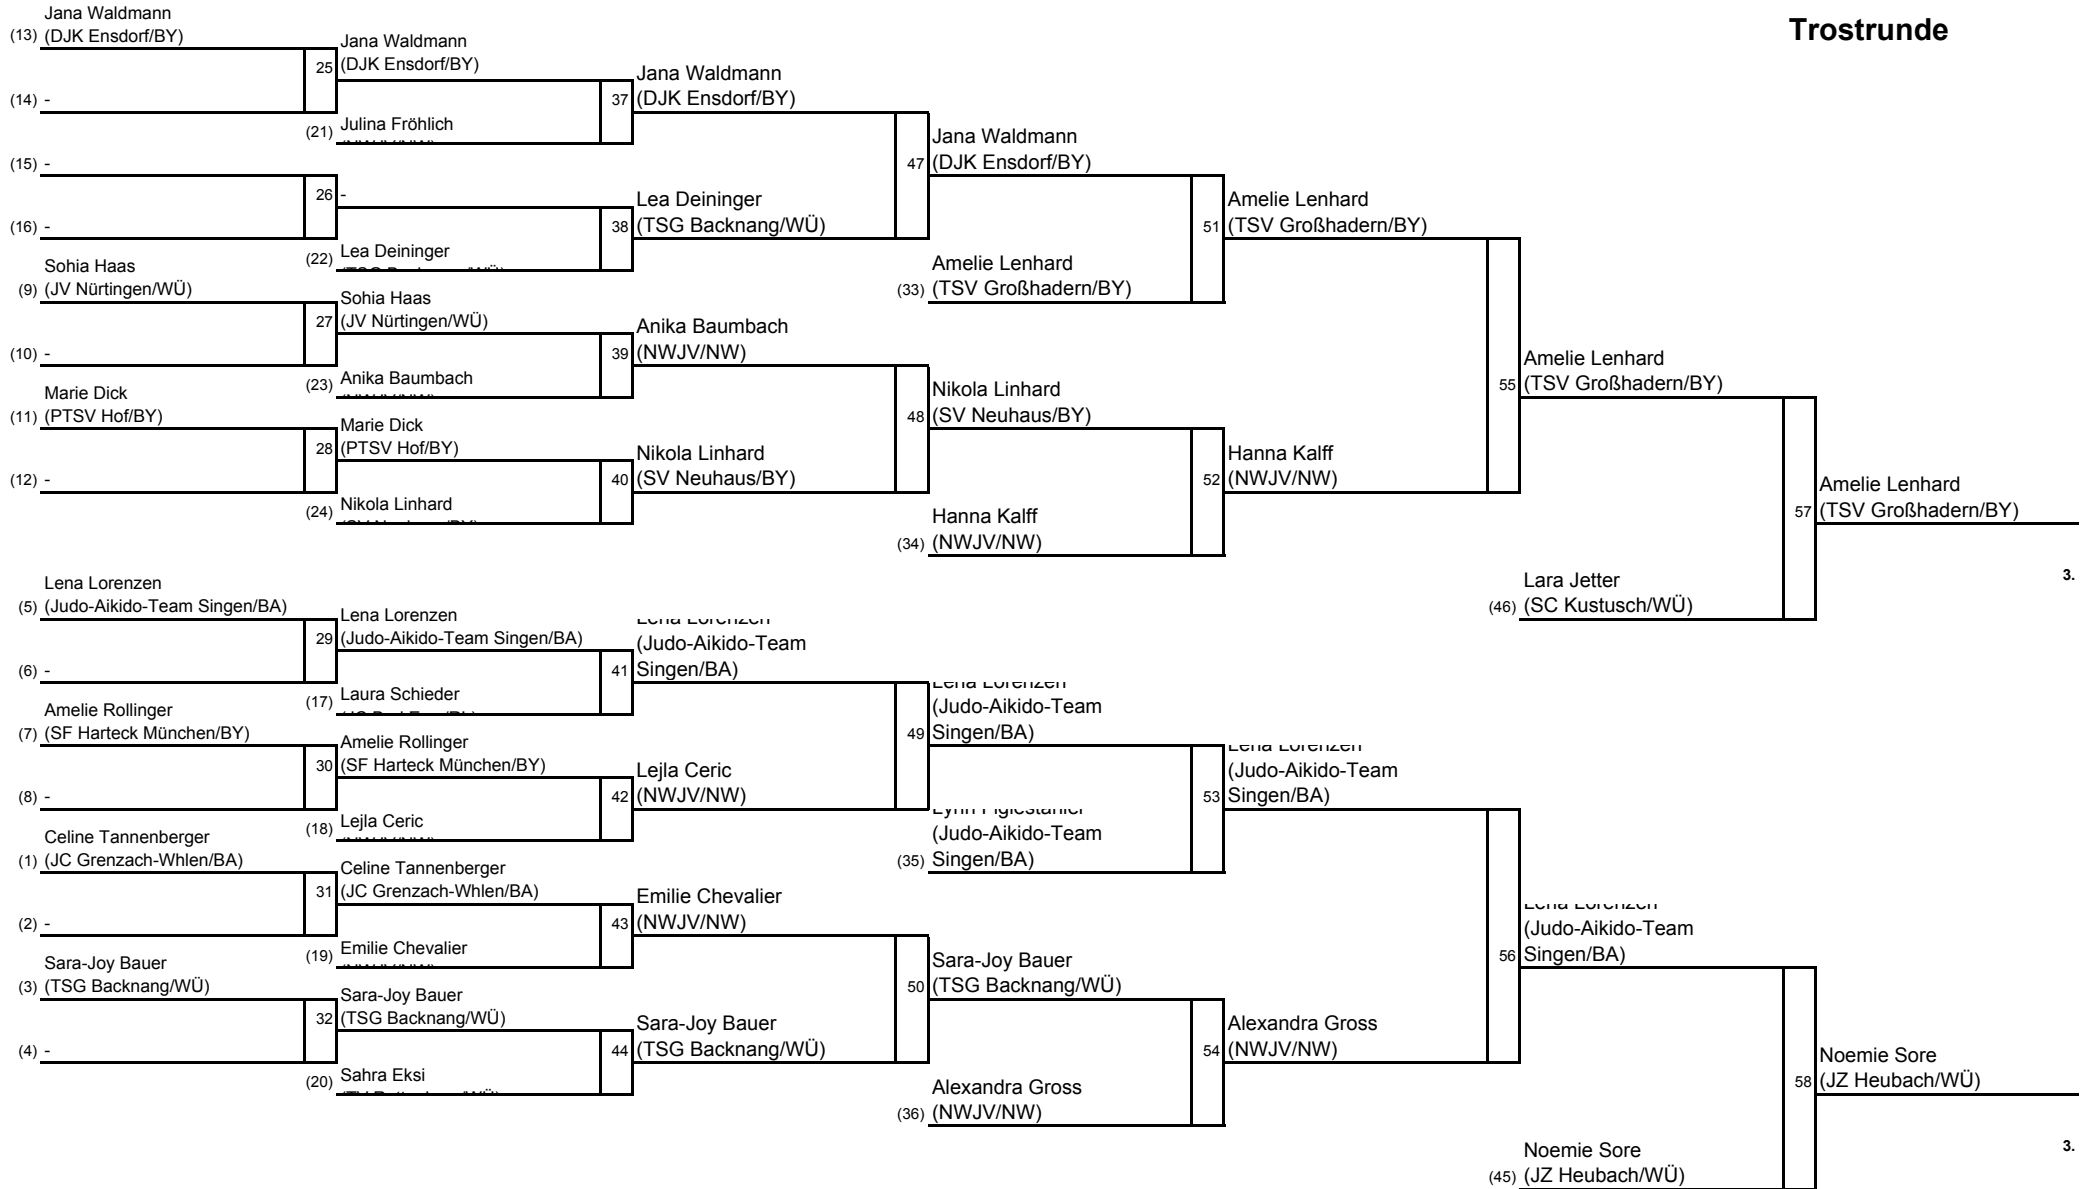 Trostrunde
Jana Waldmann
(13) (DJK Ensdorf/BY)
(14) -
(15) -
(16) -
Sohia Haas
(9) (JV Nürtingen/WÜ)
(10) -
Marie Dick
(11) (PTSV Hof/BY)
(12) -
Lena Lorenzen
(5) (Judo-Aikido-Team Singen/BA)
(6) -
Amelie Rollinger
(7) (SF Harteck München/BY)
(8) -
Celine Tannenberger
(1) (JC Grenzach-Whlen/BA)
(2) -
Sara-Joy Bauer
(3) (TSG Backnang/WÜ)
(4) -
Jana Waldmann
25 (DJK Ensdorf/BY)
(21) Julina Fröhlich
26 -
(22) Lea Deininger
Sohia Haas
27 (JV Nürtingen/WÜ)
(23) Anika Baumbach
Marie Dick
28 (PTSV Hof/BY)
(24) Nikola Linhard
Lena Lorenzen
29 (Judo-Aikido-Team Singen/BA)
(17) Laura Schieder
Amelie Rollinger
30 (SF Harteck München/BY)
(18) Lejla Ceric
Celine Tannenberger
31 (JC Grenzach-Whlen/BA)
(19) Emilie Chevalier
Sara-Joy Bauer
32 (TSG Backnang/WÜ)
(20) Sahra Eksi
Jana Waldmann
37 (DJK Ensdorf/BY)
Lea Deininger
38 (TSG Backnang/WÜ)
Anika Baumbach
39 (NWJV/NW)
Nikola Linhard
40 (SV Neuhaus/BY)
Lena Lorenzen
(Judo-Aikido-Team
41 Singen/BA)
Lejla Ceric
42 (NWJV/NW)
Emilie Chevalier
43 (NWJV/NW)
Sara-Joy Bauer
44 (TSG Backnang/WÜ)
Jana Waldmann
47 (DJK Ensdorf/BY)
Amelie Lenhard
(33) (TSV Großhadern/BY)
Nikola Linhard
48 (SV Neuhaus/BY)
Hanna Kalff
(34) (NWJV/NW)
Lena Lorenzen
(Judo-Aikido-Team
49 Singen/BA)
(Judo-Aikido-Team
(35) Singen/BA)
Sara-Joy Bauer
50 (TSG Backnang/WÜ)
Alexandra Gross
(36) (NWJV/NW)
Amelie Lenhard
51 (TSV Großhadern/BY)
Hanna Kalff
52 (NWJV/NW)
Lena Lorenzen
(Judo-Aikido-Team
53 Singen/BA)
Alexandra Gross
54 (NWJV/NW)
Amelie Lenhard
55 (TSV Großhadern/BY)
Lara Jetter
(46) (SC Kustusch/WÜ)
Lena Lorenzen
(Judo-Aikido-Team
56 Singen/BA)
Noemie Sore
(45) (JZ Heubach/WÜ)
Amelie Lenhard
57 (TSV Großhadern/BY)
3.
Noemie Sore
58 (JZ Heubach/WÜ)
3.